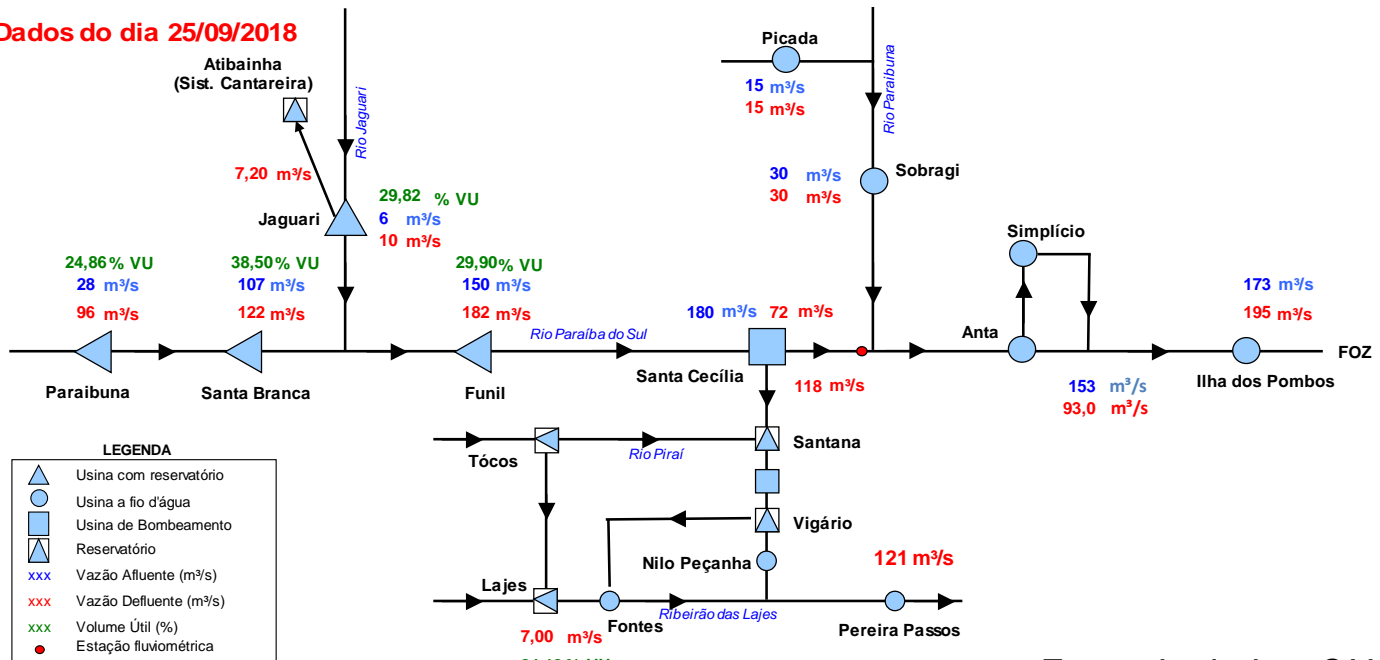 Dados do dia 25/09/2018
Atibainha
(Sist. Cantareira)
Rio Jaguari
7,20 m³/s
Jaguari
29,82 % VU
6 m³/s
10 m³/s
Picada
15 m³/s
15 m³/s
Rio Paraibuna
30 m³/s
30 m³/s
Sobragi
Simplício
24,86% VU
28 m³/s
96 m³/s
Paraibuna
38,50% VU
107 m³/s
122 m³/s
Santa Branca
29,90% VU
150 m³/s
182 m³/s
Funil
Rio Paraíba do Sul
180 m³/s 72 m³/s
Santa Cecília
118 m³/s
Anta
153 m³/s
93,0 m³/s
173 m³/s
195 m³/s
Ilha dos Pombos
FOZ
Tócos
Rio Piraí
Santana
Vigário
Nilo Peçanha
121 m³/s
Lajes
7,00 m³/s
Fontes
Ribeirão das Lajes
Pereira Passos
LEGENDA
Usina com reservatório
Usina a fio d'água
Usina de Bombeamento
Reservatório
xxx Vazão Afluente (m³/s)
xxx Vazão Defluente (m³/s)
xxx Volume Útil (%)
Estação fluviométrica